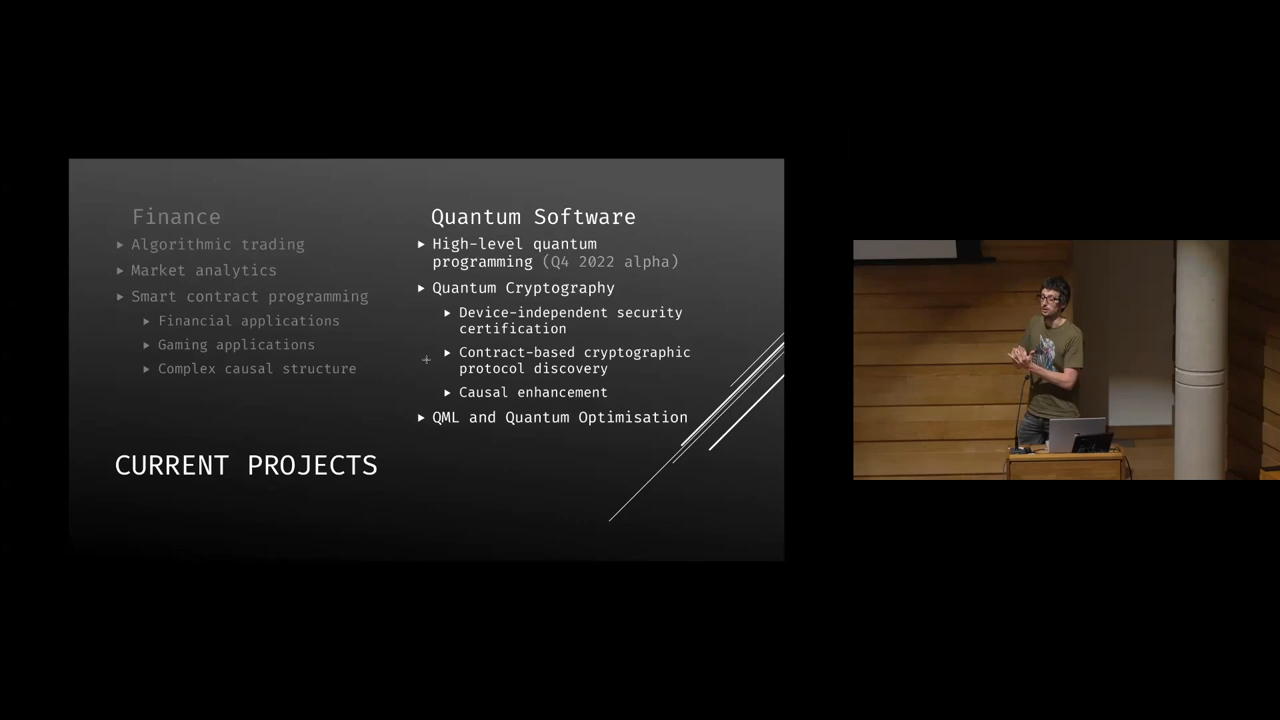 Finance
Algorithmic trading
Market analytics
Smart contract programming
Financial applications
Gaming applications
Complex causal structure
Quantum Software
High-level quantum
programming (Q4 2022 alpha)
Quantum Cryptography
Device-independent security
certification
Contract-based cryptographic
protocol discovery
Causal enhancement
QML and Quantum Optimisation
CURRENT PROJECTS